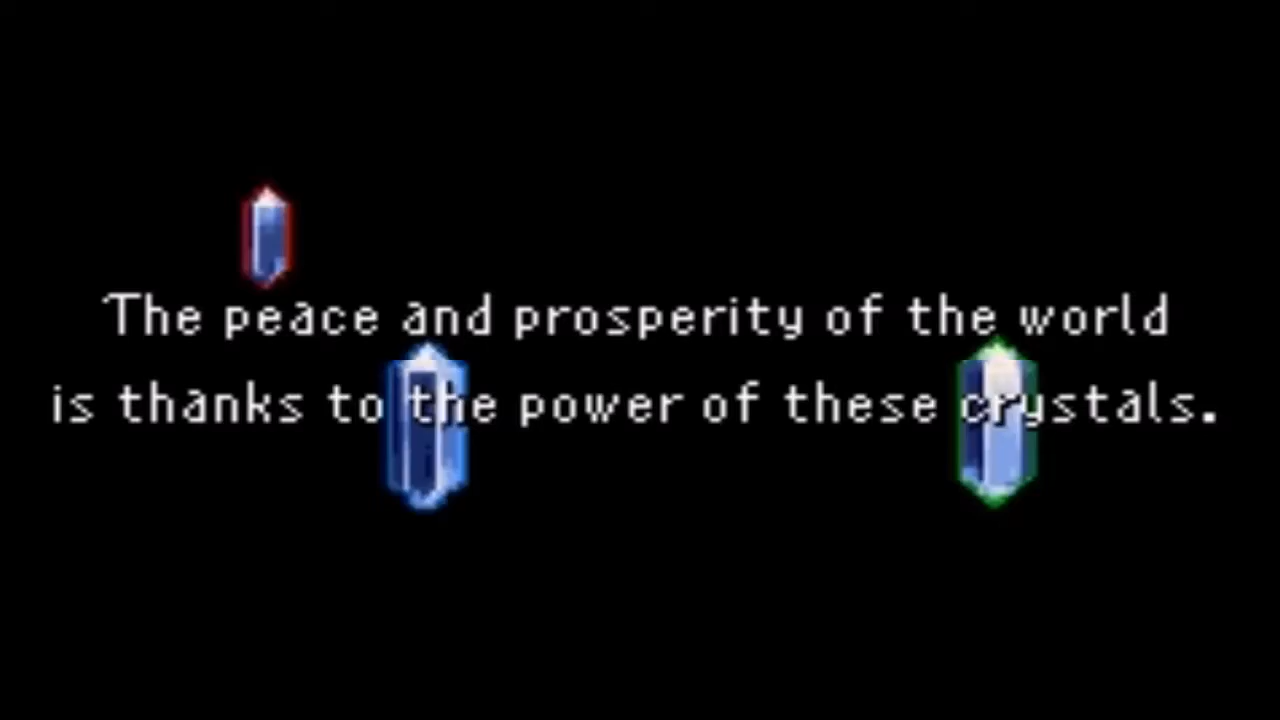 The peace and prosperity of the world
is thanks to the power of these crystals.